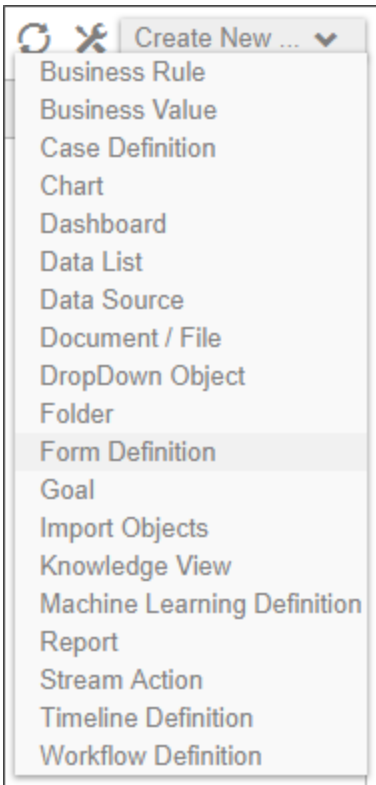 Create New ...
Business Rule
Business Value
Case Definition
Chart
Dashboard
Data List
Data Source
Document / File
DropDown Object
Folder
Form Definition
Goal
Import Objects
Knowledge View
Machine Learning Definition
Report
Stream Action
Timeline Definition
Workflow Definition